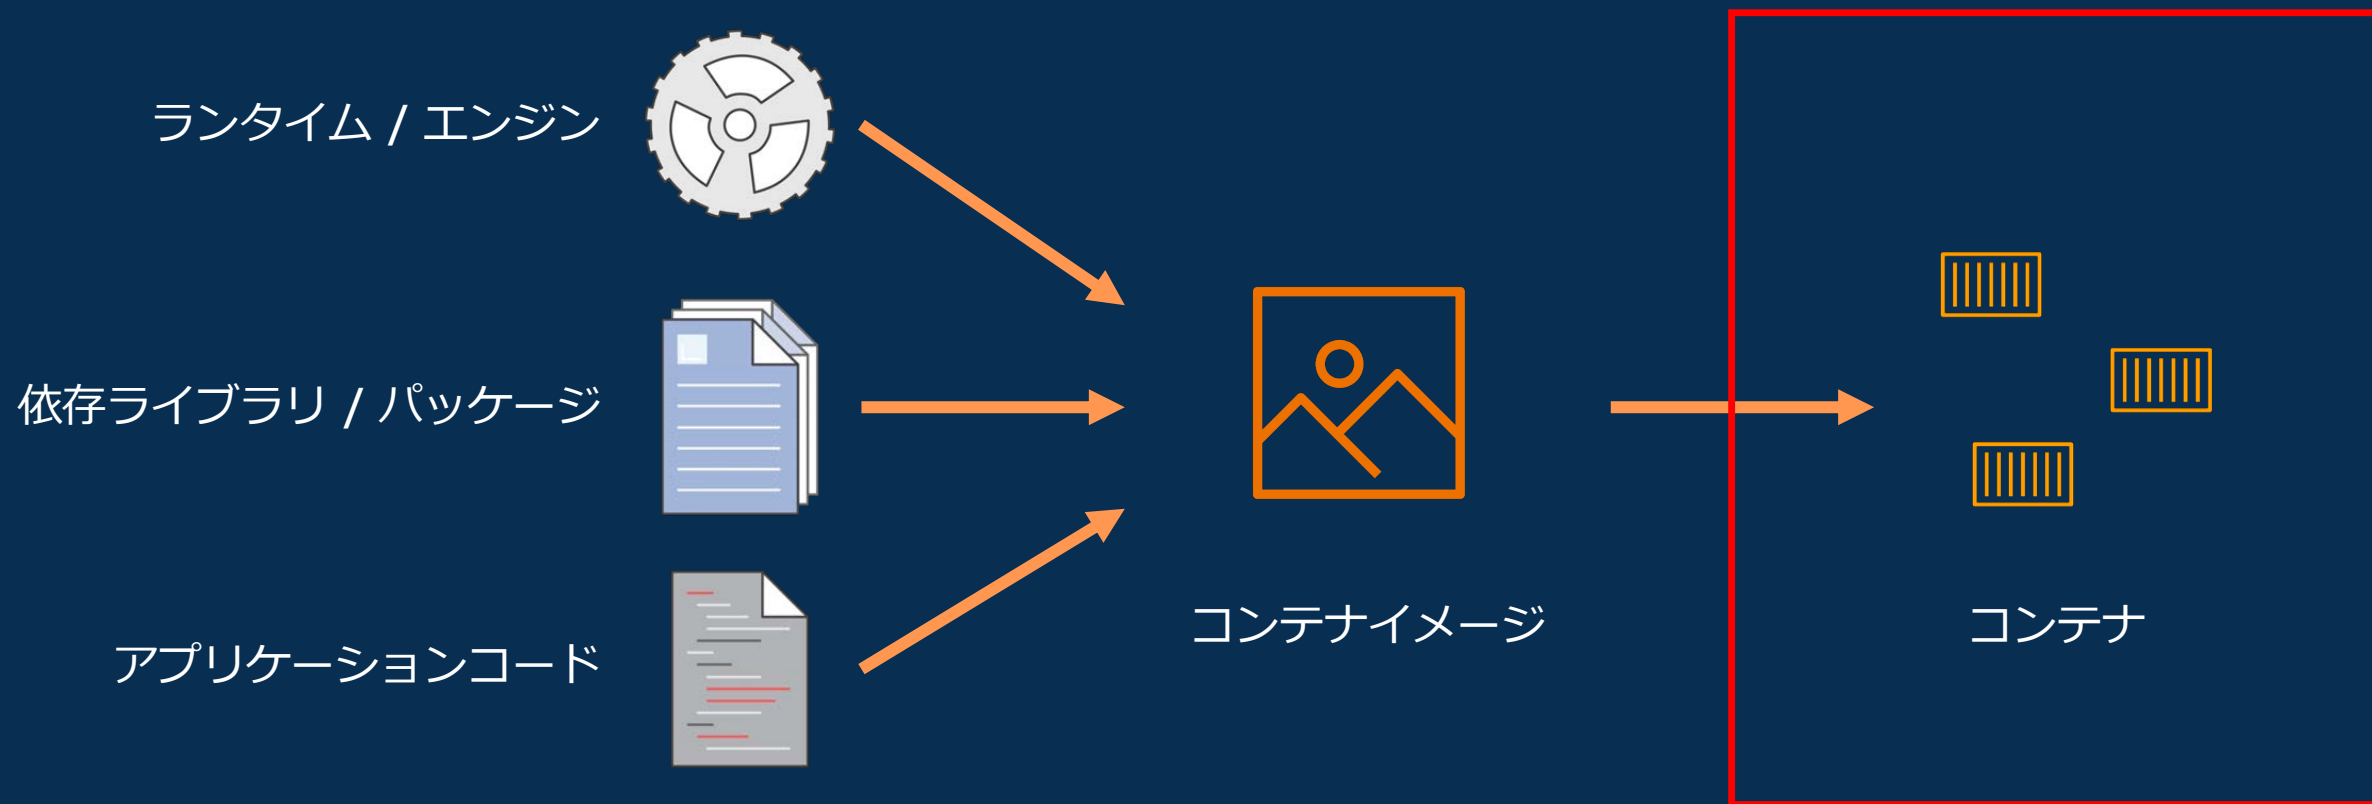 ランタイム / エンジン
依存ライブラリ / パッケージ
アプリケーションコード
コンテナイメージ
コンテナ